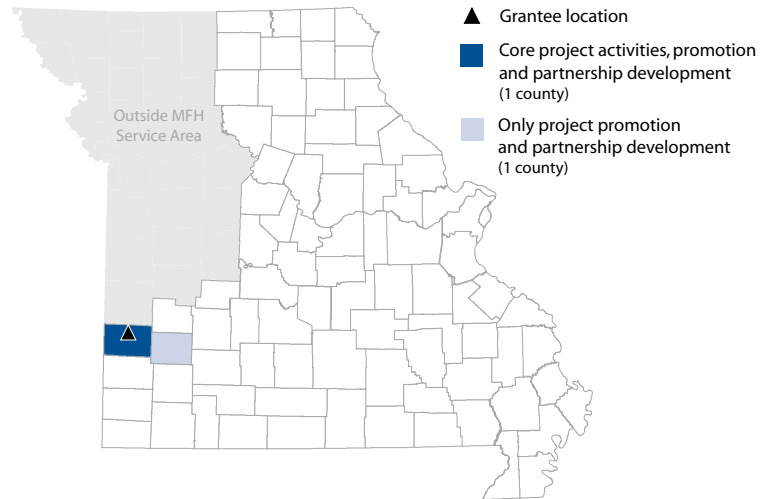 Grantee location
Core project activities, promotion
and partnership development
(1 county)
Outside MFH
Service Area
Only project promotion
and partnership development
(1 county)